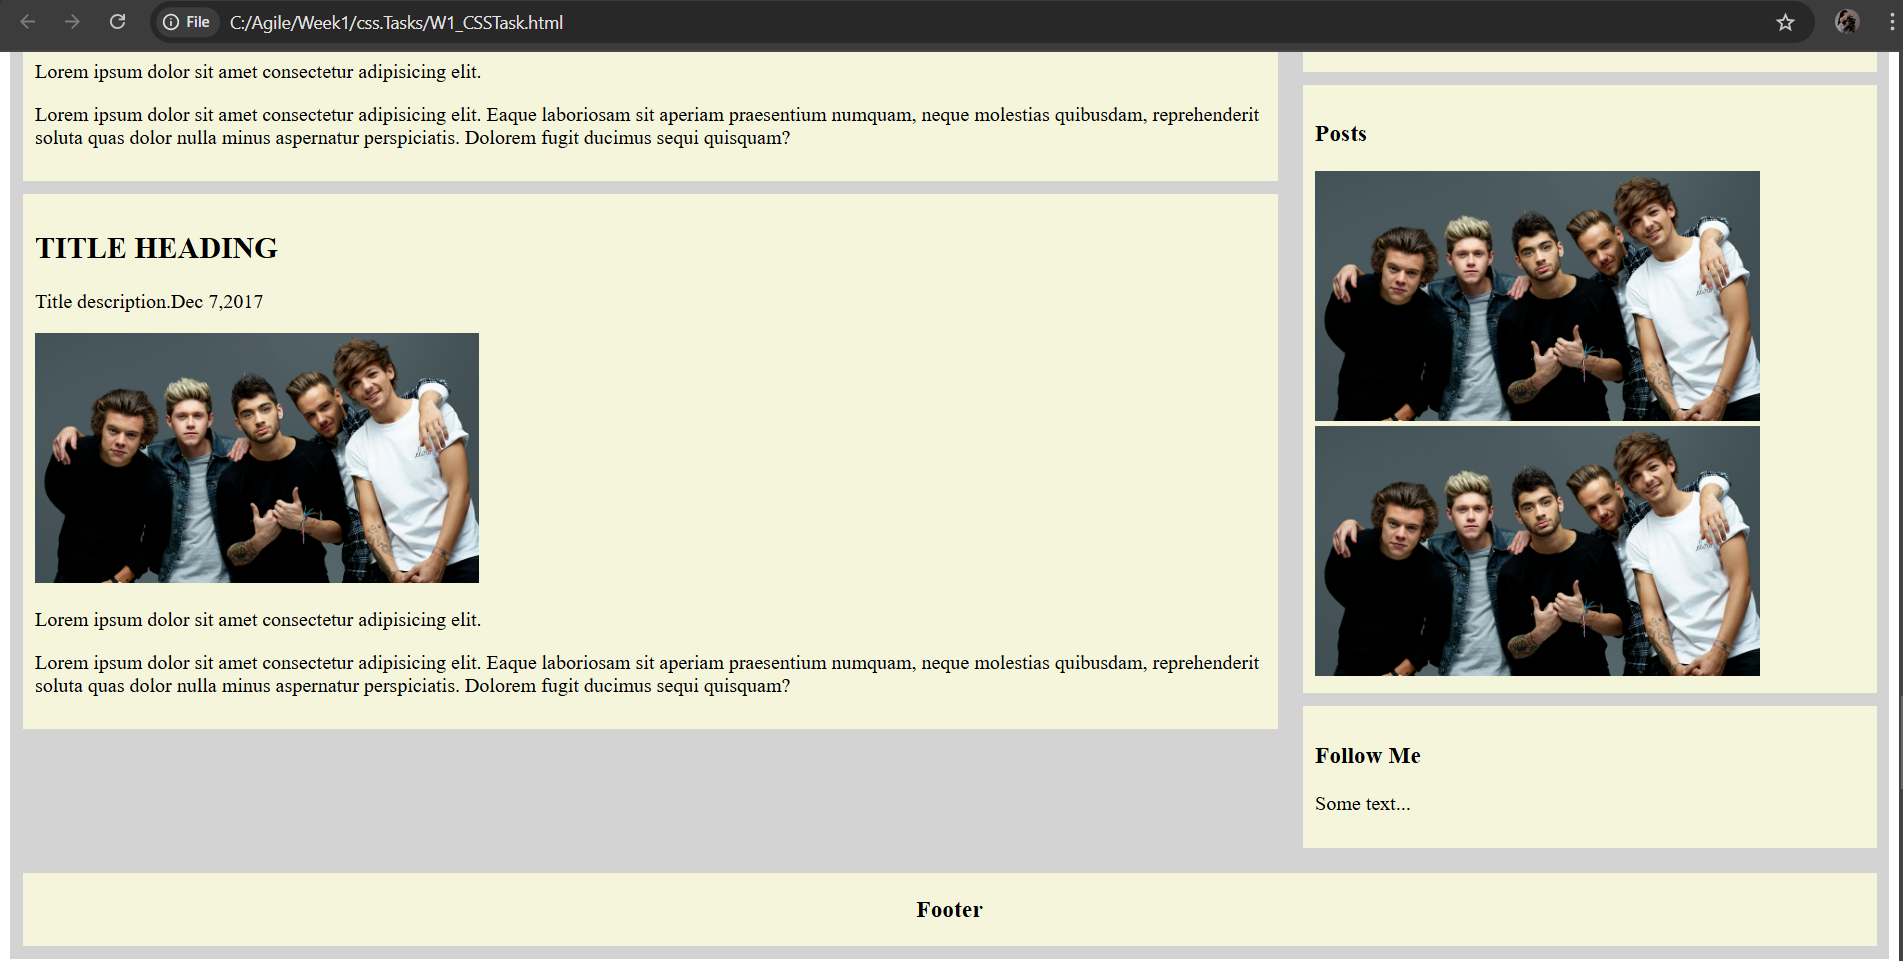 File
C:/Agile/Week1/css.Tasks/W1_CSSTask.html
Lorem ipsum dolor sit amet consectetur adipisicing elit.
Lorem ipsum dolor sit amet consectetur adipisicing elit. Eaque laboriosam sit aperiam praesentium numquam, neque molestias quibusdam, reprehenderit
soluta quas dolor nulla minus aspernatur perspiciatis. Dolorem fugit ducimus sequi quisquam?
TITLE HEADING
Title description.Dec 7,2017
Lorem ipsum dolor sit amet consectetur adipisicing elit.
Lorem ipsum dolor sit amet consectetur adipisicing elit. Eaque laboriosam sit aperiam praesentium numquam, neque molestias quibusdam, reprehenderit
soluta quas dolor nulla minus aspernatur perspiciatis. Dolorem fugit ducimus sequi quisquam?
Posts
Follow Me
Some text...
Footer